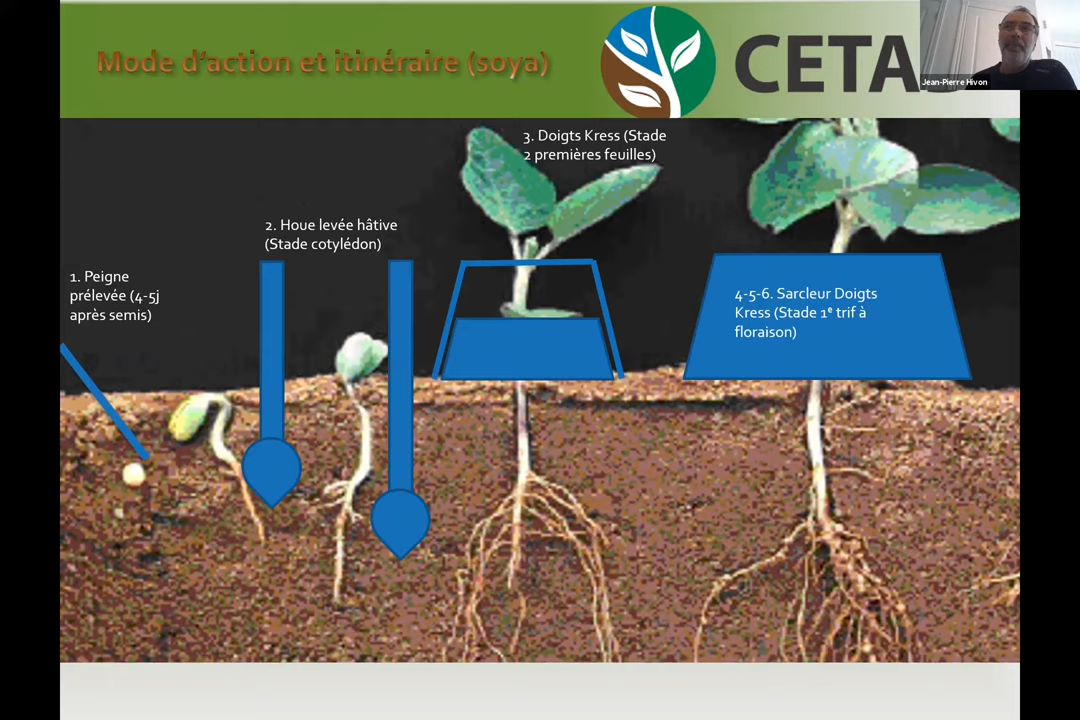 Mode d'action et itinéraire (soya)
CETA
Jean-Pierre Hivon
3. Doigts Kress (Stade
2 premières feuilles)
2. Houe levée hâtive
(Stade cotylédon)
1. Peigne
prélevée (4-5j
après semis)
4-5-6. Sarcleur Doigts
Kress (Stade 1ᵉ trif à
floraison)